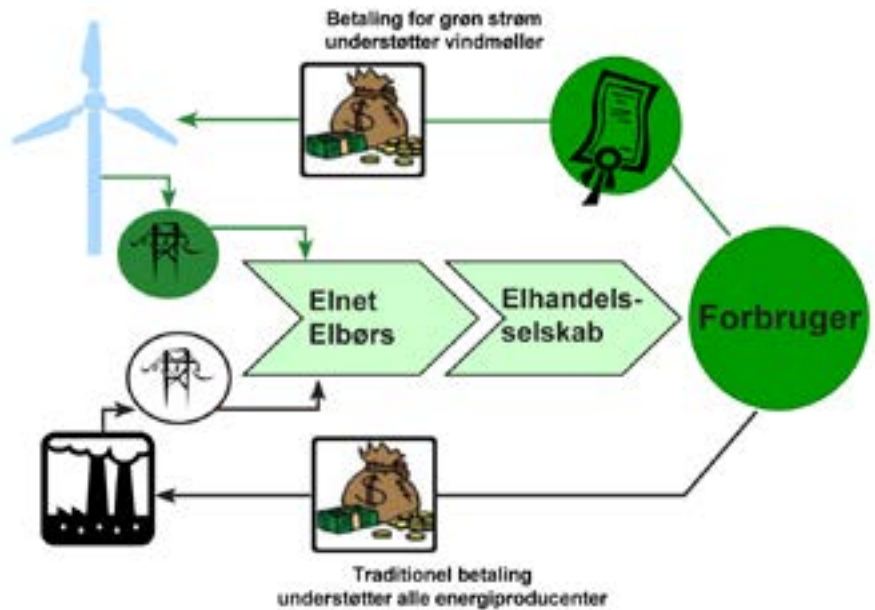 Betaling for grøn strøm
understøtter vindmøller
Elnet
Elbørs
Elhandels-
selskab
Forbruger
Traditionel betaling
understøtter alle energiproducenter